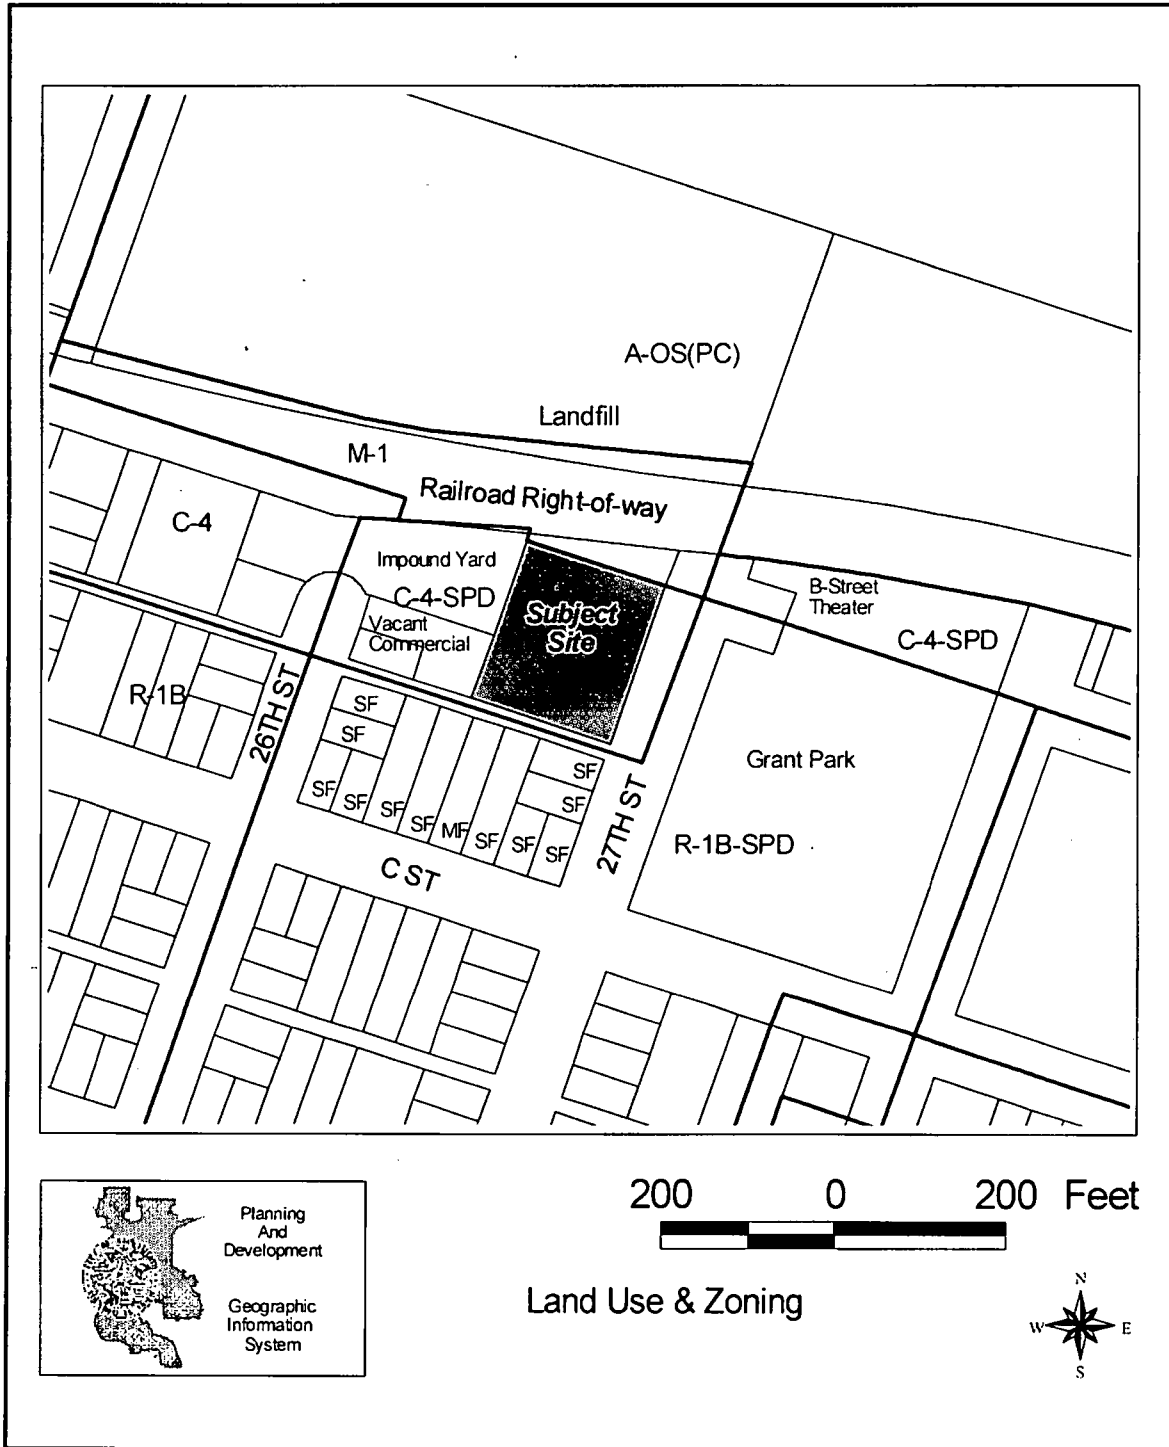 A-OS(PC)
Landfill
M-1
Railroad Right-of-way
C-4
Impound Yard
C-4-SPD
Vacant
Commercial
Subject
Site
B-Street
Theater
C-4-SPD
R-1B
26TH ST
SF
SF
SF
SF
SF
SF
MF
SF
SF
SF
SF
SF
27TH ST
Grant Park
R-1B-SPD
C ST
Planning
And
Development
Geographic
Information
System
200 0 200 Feet
Land Use & Zoning
N
W E
S